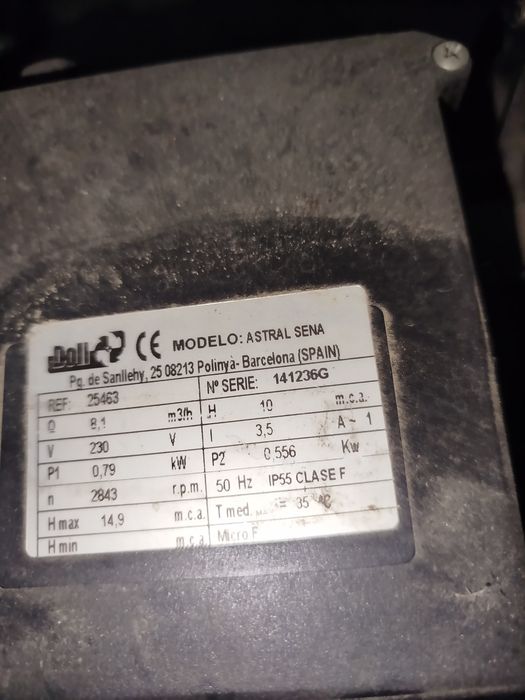 MODELO: ASTRAL SENA
Pg. de Sanllehy, 25 08213 Polinyà- Barcelona (SPAIN)
REF: 25463 Nº SERIE: 141236G
Q 8,1 m3/h H 10 m.c.a.
V 230 V I 3,5 A~ 1
P1 0,79 kW P2 0,556 Kw
n 2843 r.p.m. 50 Hz IP55 CLASE F
H max 14,9 m.c.a. T med. = 35 ºC
H min m.c.a. Micro F